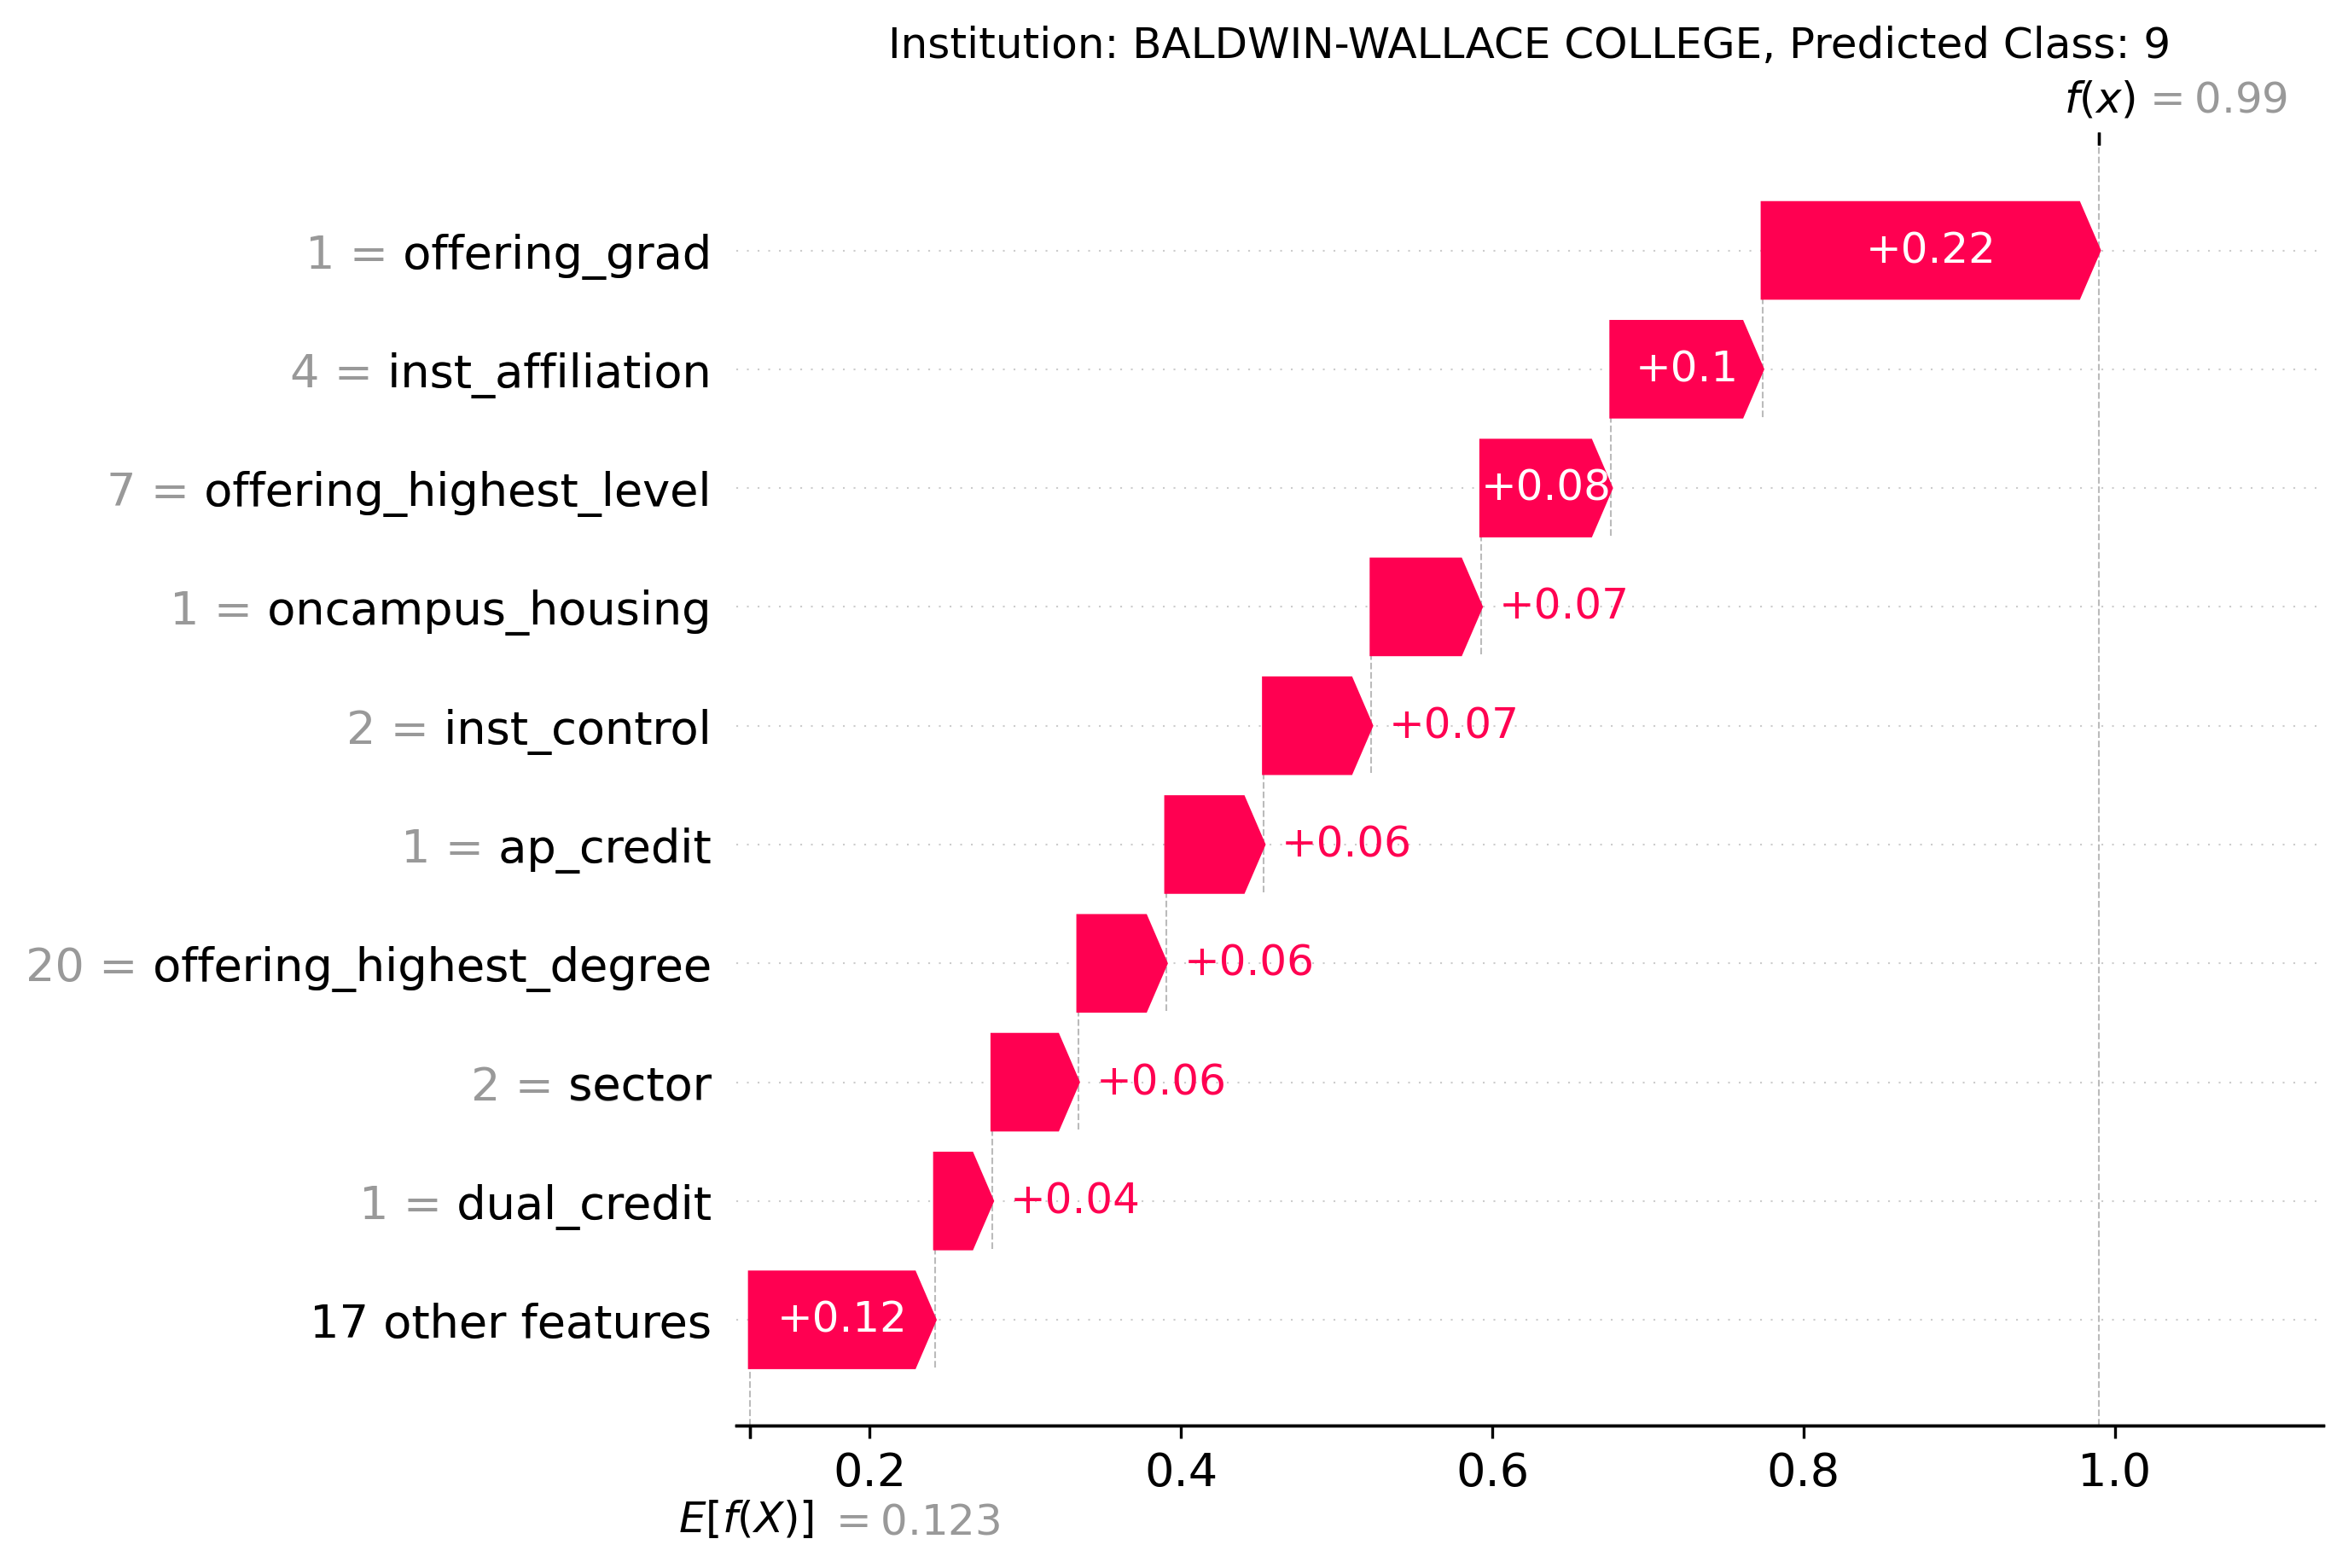 Institution: BALDWIN-WALLACE COLLEGE, Predicted Class: 9
f(x) = 0.99
1 = offering_grad +0.22
4 = inst_affiliation +0.1
7 = offering_highest_level +0.08
1 = oncampus_housing +0.07
2 = inst_control +0.07
1 = ap_credit +0.06
20 = offering_highest_degree +0.06
2 = sector +0.06
1 = dual_credit +0.04
17 other features +0.12
0.2 0.4 0.6 0.8 1.0
E[f(X)] = 0.123